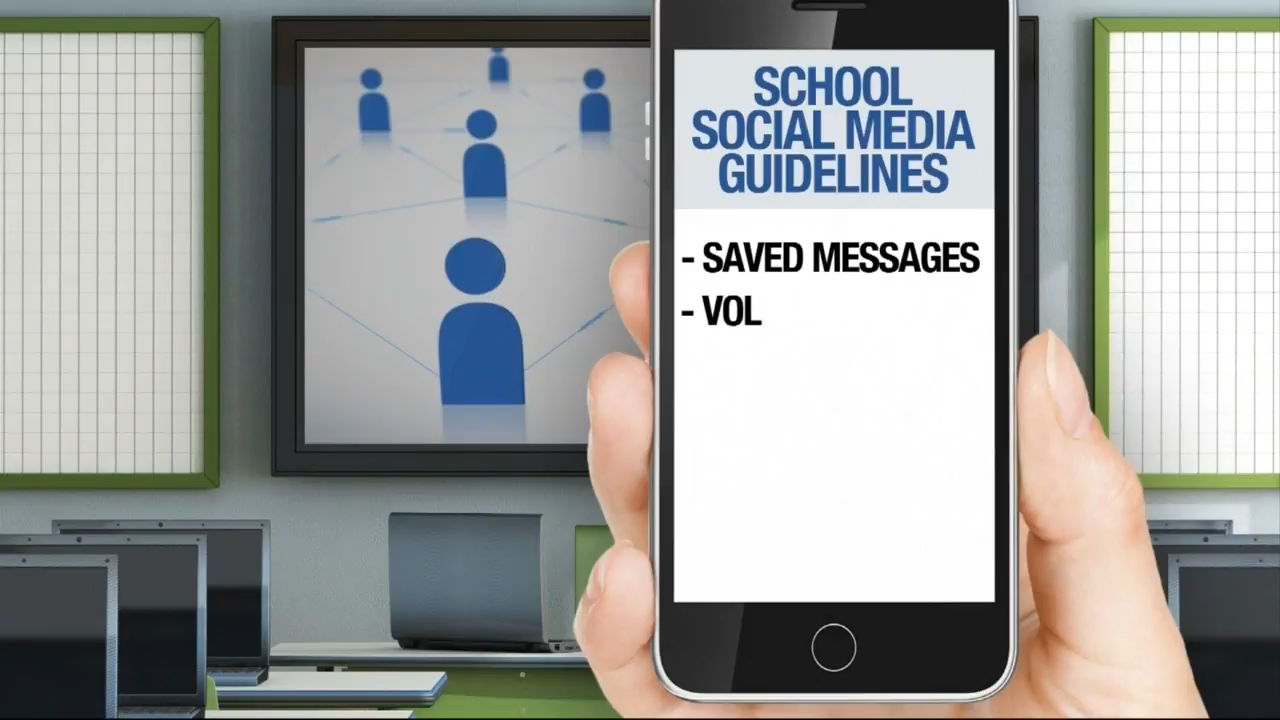 SCHOOL
SOCIAL MEDIA
GUIDELINES
- SAVED MESSAGES
- VOL